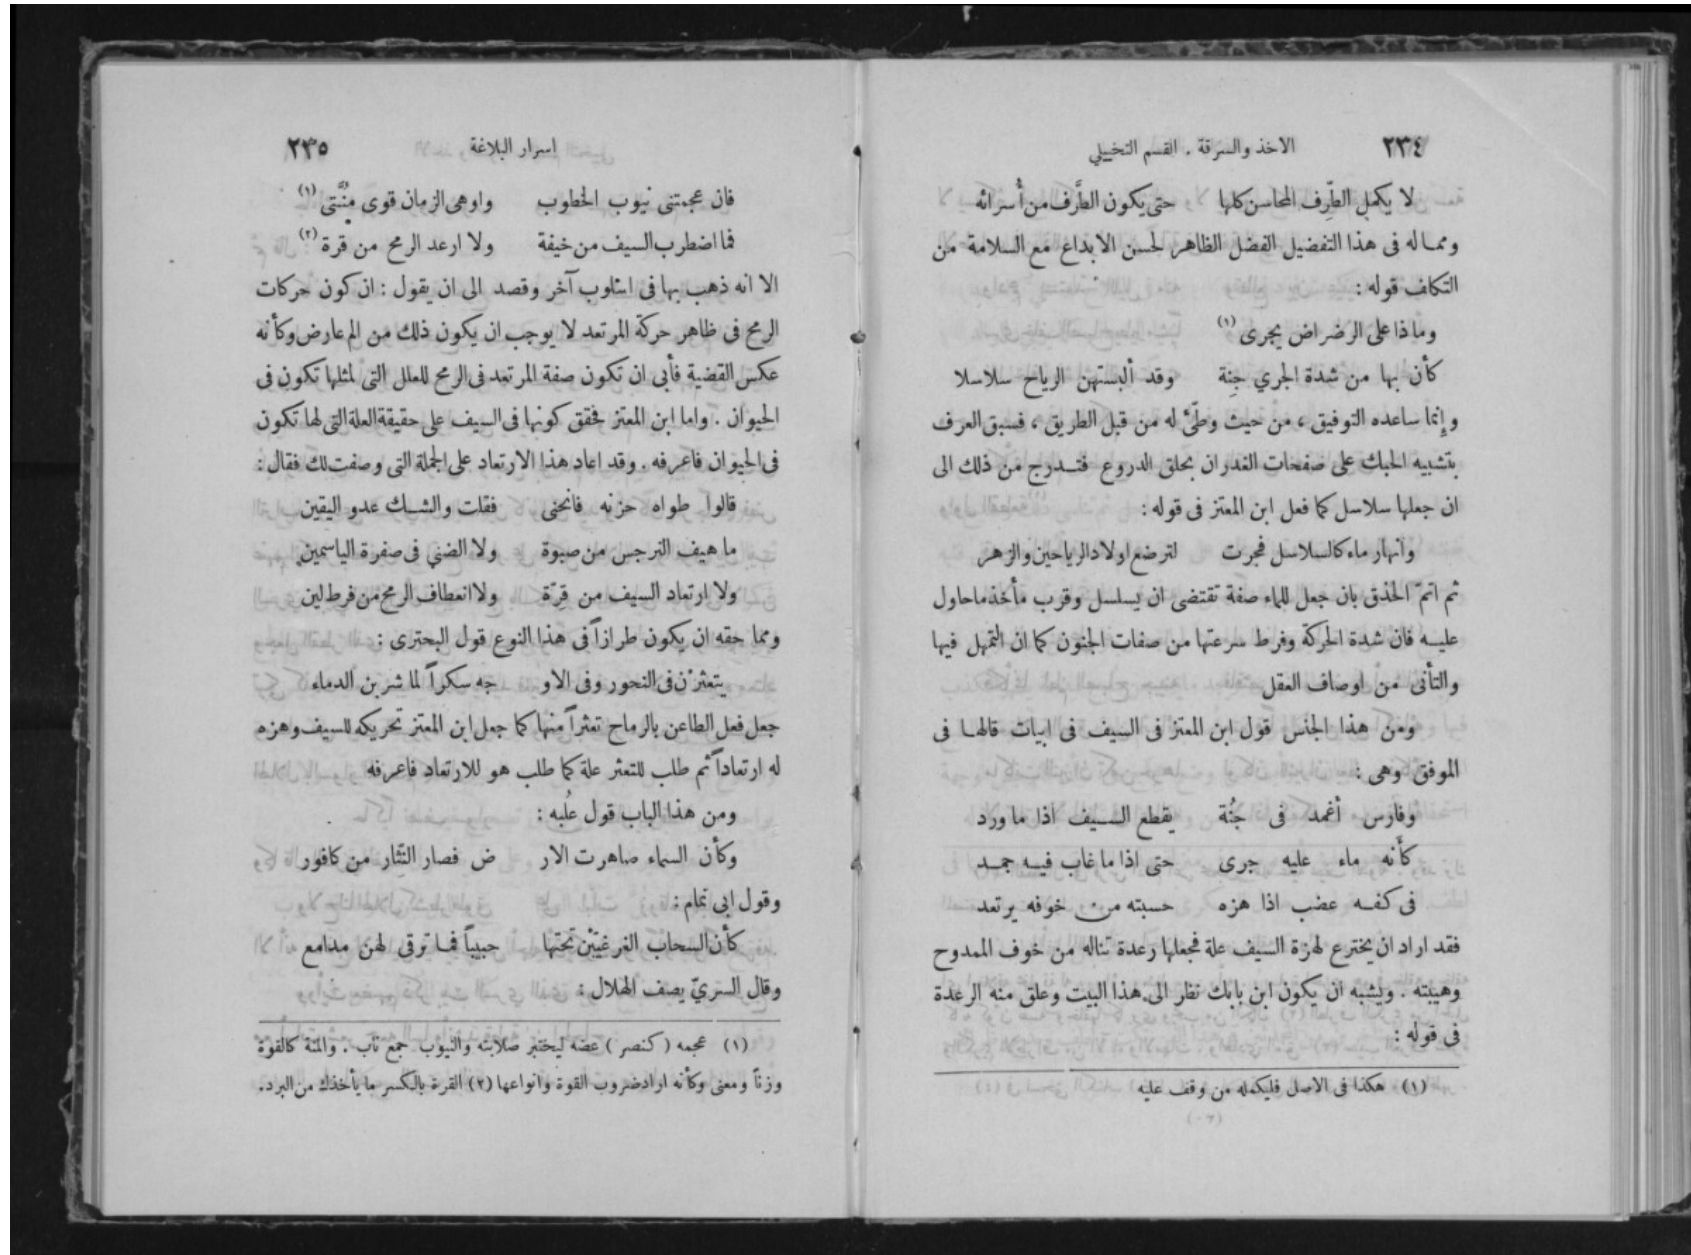 ٢٣٤ الاخذ والسرقة . القسم التخييلي
لا يكمل الطِّرف المحاسن كلها حتى يكون الطَّرف من أُسرائه
ومما له فى هذا التفضيل الفضل الظاهر لحسن الابداع مع السلامة من
التكلف قوله :
وماذا على الرضراض يجرى (١)
كأن بها من شدة الجري جِنة وقد ألبستهن الرياح سلاسلا
وإنما ساعده التوفيق ، من حيث وطّئ له من قبل الطريق ، فسبق العرف
بتشبيه الحبك على صفحات الغدران بحلق الدروع فتدرج من ذلك الى
ان جعلها سلاسل كما فعل ابن المعتز فى قوله :
وانهار ماء كالسلاسل فجرت لترضع اولاد الرياحين والزهر
ثم اتمّ الحذق بان جعل للماء صفة تقتضى ان يسلسل وقرب مأخذ ما حاول
عليه فان شدة الحركة وفرط سرعتها من صفات الجنون كما ان التمهل فيها
والتأنى من اوصاف العقل
ومن هذا الجنس قول ابن المعتز فى السيف فى ابيات قالها فى
الموفق وهى :
وفارس أغمد فى جُنة يقطع السيف اذا ما ورد
كأنه ماء عليه جرى حتى اذا ما غاب فيه جمد
فى كفه عضب اذا هزه حسبته من خوفه يرتعد
فقد اراد ان يخترع لهزة السيف علة فجعلها رعدة تناله من خوف الممدوح
وهيبته . ويشبه ان يكون ابن بابك نظر الى هذا البيت وعلق منه الرعدة
فى قوله :
(١) هكذا فى الاصل فليكمله من وقف عليه
(٣٠)
اسرار البلاغة ٢٣٥
فان عجمتنى نيوب الخطوب واوهى الزمان قوى مِنُنَّتى (١)
فما اضطرب السيف من خيفة ولا ارعد الرمح من قرة (٢)
الا انه ذهب بها فى اسلوب آخر وقصد الى ان يقول : ان كون حركات
الرمح فى ظاهر حركة المرتعد لا يوجب ان يكون ذلك من الم عارض وكأنه
عكس القضية فأبى ان تكون صفة المرتعد فى الرمح للعلل التى لمثلها تكون فى
الحيوان . واما ابن المعتز فحقق كونها فى السيف على حقيقة العلة التى لها تكون
فى الحيوان فاعرفه . وقد اعاد هذا الارتعاد على الجملة التى وصفت لك فقال :
قالوا طواه حزنه فانحنى فقلت والشك عدو اليقين
ما هيف النرجس من صبوة ولا الضنى فى صفرة الياسمين
ولا ارتعاد السيف من قِرّة ولا انعطاف الرمح من فرط لين
ومما حقه ان يكون طرازاً فى هذا النوع قول البحترى :
يتعثرن فى النحور وفى الاو جه سكراً لما شربن الدماء
جعل فعل الطاعن بالرماح تعثراً منها كما جعل ابن المعتز تحريكه للسيف وهزه
له ارتعاداً ثم طلب للتعثر علة كما طلب هو للارتعاد فاعرفه
ومن هذا الباب قول عُلبه :
وكأن السماء صاهرت الار ض فصار النثار من كافور
وقول ابى تمام :
كأن السحاب الغر غيَّبْن تحتها حبيباً فما ترقى لهن مدامع
وقال السريّ يصف الهلال :
(١) عجمه ( كنصر ) عضه ليختبر صلابته والنيوب جمع ناب . والمنة كالقوة
وزناً ومعنى وكأنه اراد ضروب القوة وانواعها (٢) القرة بالكسر ما يأخذك من البرد .